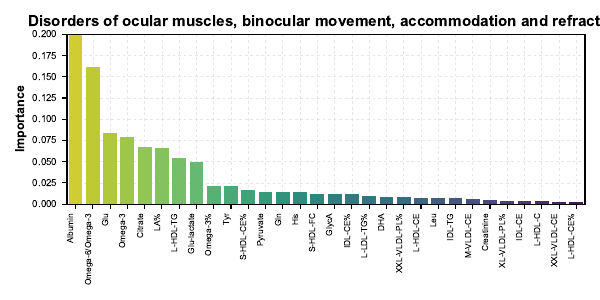 Disorders of ocular muscles, binocular movement, accommodation and refract
Importance
0.200
0.175
0.150
0.125
0.100
0.075
0.050
0.025
0.000
Albumin
Omega-6/Omega-3
Glu
Omega-3
Citrate
LA%
L-HDL-TG
Glu-lactate
Omega-3%
Tyr
S-HDL-CE%
Pyruvate
Gln
His
S-HDL-FC
GlycA
IDL-CE%
L-LDL-TG%
DHA
XXL-VLDL-PL%
L-HDL-CE
Leu
IDL-TG
M-VLDL-CE
Creatinine
XL-VLDL-PL%
IDL-CE
L-HDL-C
XXL-VLDL-CE
L-HDL-CE%